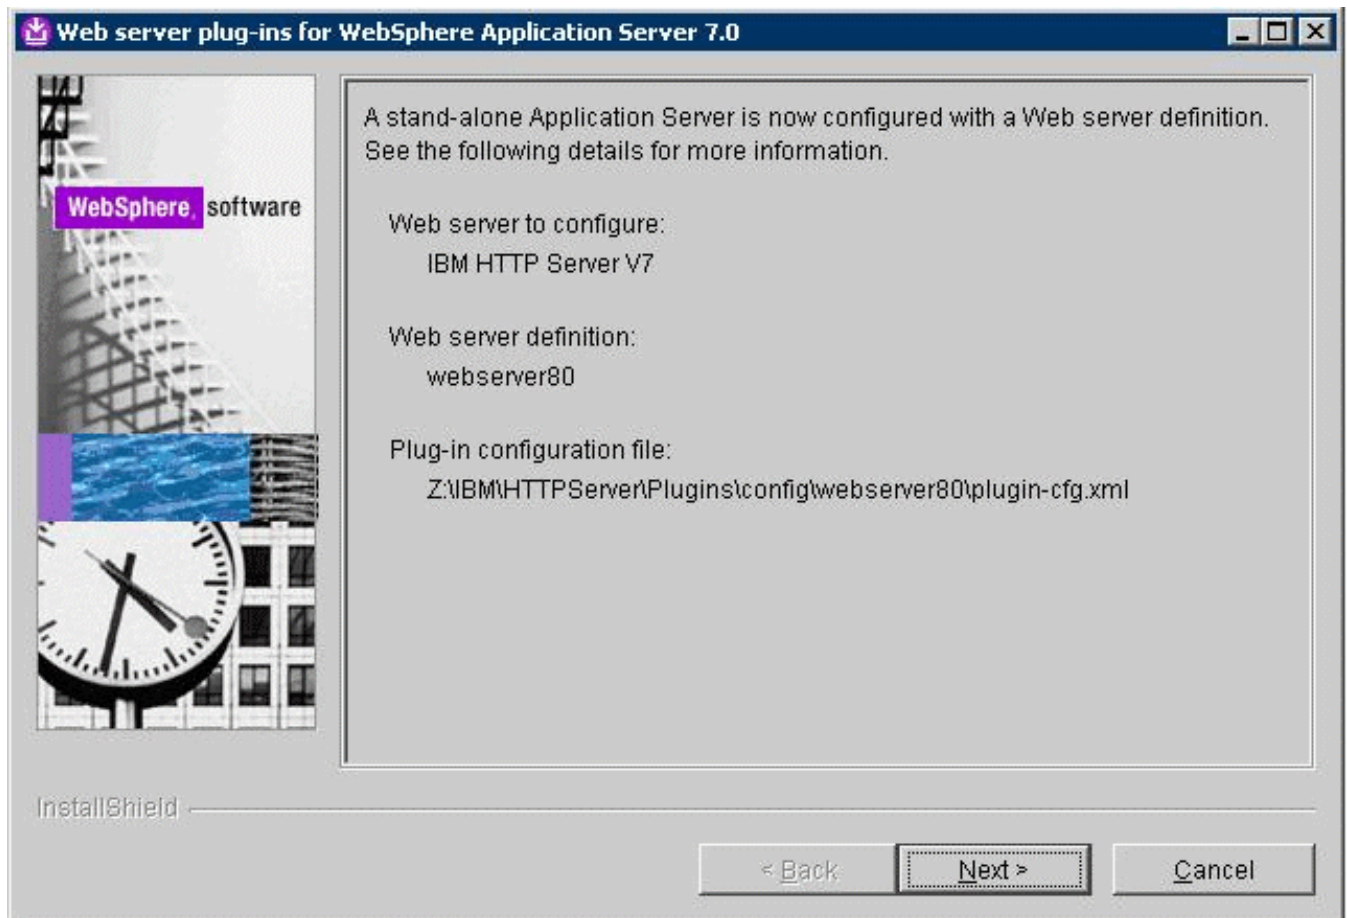 Web server plug-ins for WebSphere Application Server 7.0
A stand-alone Application Server is now configured with a Web server definition.
See the following details for more information.
WebSphere. software
Web server to configure:
IBM HTTP Server V7
Web server definition:
webserver80
Plug-in configuration file:
Z:\IBM\HTTPServer\Plugins\config\webserver80\plugin-cfg.xml
InstallShield
< Back
Next >
Cancel